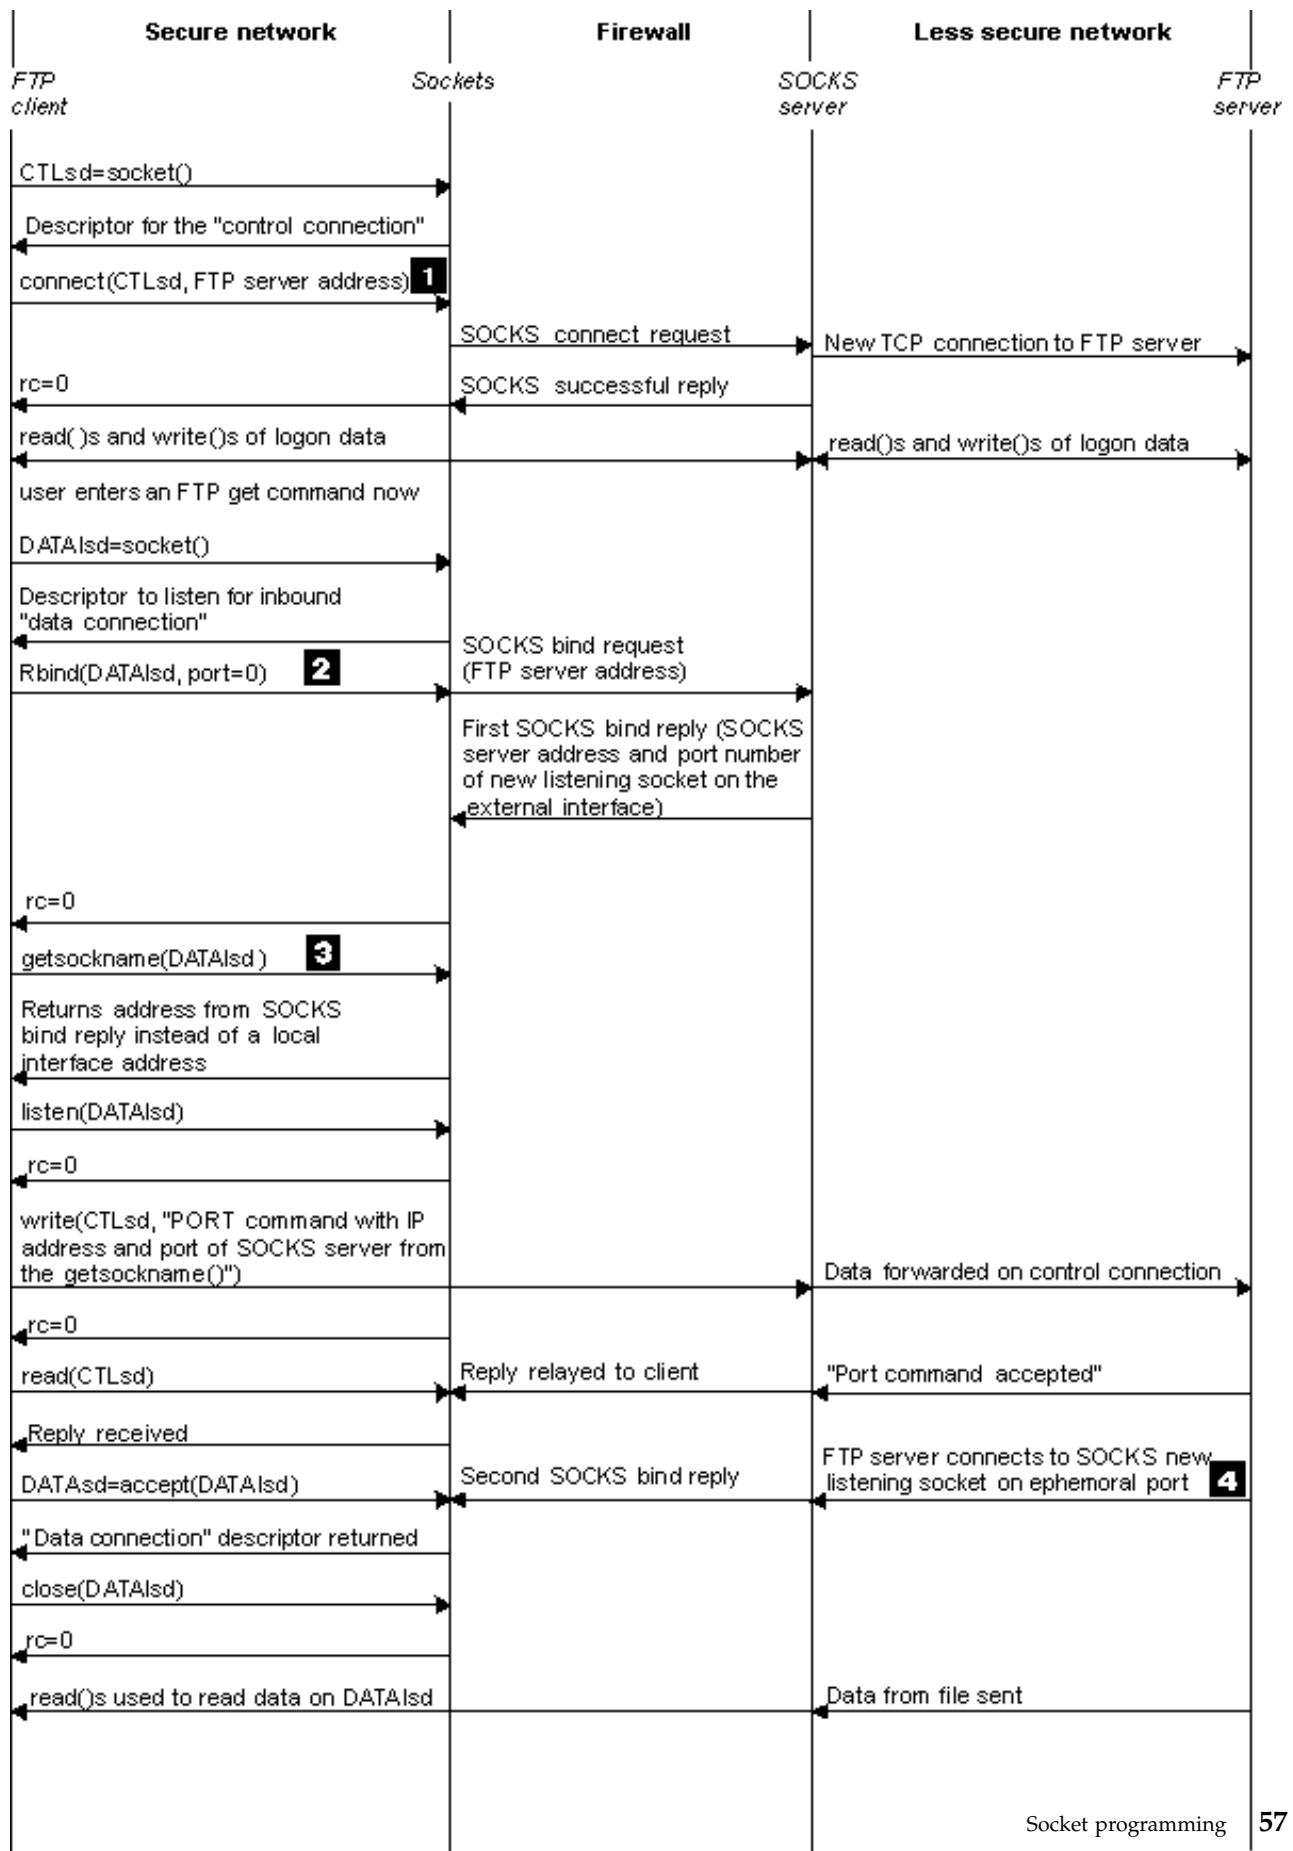 Secure network Firewall Less secure network
FTP Sockets SOCKS FTP
client server server
CTLsd=socket()
Descriptor for the "control connection"
connect(CTLsd, FTP server address) 1
SOCKS connect request
New TCP connection to FTP server
rc=0 SOCKS successful reply
read( )s and write()s of logon data read()s and write()s of logon data
user enters an FTP get command now
DATAlsd=socket()
Descriptor to listen for inbound
"data connection"
SOCKS bind request
Rbind(DATAlsd, port=0) 2 (FTP server address)
First SOCKS bind reply (SOCKS
server address and port number
of new listening socket on the
external interface)
rc=0
getsockname(DATAlsd ) 3
Returns address from SOCKS
bind reply instead of a local
interface address
listen(DATAlsd)
rc=0
write(CTLsd, "PORT command with IP
address and port of SOCKS server from
the getsockname()") Data forwarded on control connection
rc=0
read(CTLsd) Reply relayed to client "Port command accepted"
Reply received
FTP server connects to SOCKS new
DATAsd=accept(DATAlsd) Second SOCKS bind reply listening socket on ephemoral port 4
"Data connection" descriptor returned
close(DATAlsd)
rc=0
read()s used to read data on DATAlsd Data from file sent
Socket programming 57